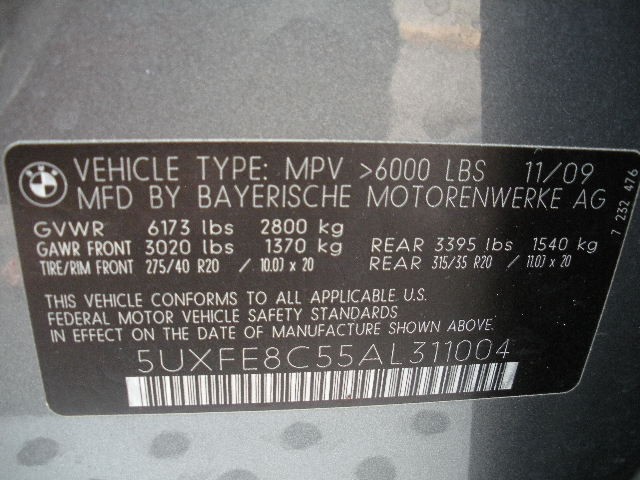 BMW
VEHICLE TYPE: MPV >6000 LBS 11/09
MFD BY BAYERISCHE MOTORENWERKE AG
GVWR 6173 lbs 2800 kg
GAWR FRONT 3020 lbs 1370 kg REAR 3395 lbs 1540 kg
TIRE/RIM FRONT 275/40 R20 / 10.0J x 20 REAR 315/35 R20 / 11.0J x 20
THIS VEHICLE CONFORMS TO ALL APPLICABLE U.S.
FEDERAL MOTOR VEHICLE SAFETY STANDARDS
IN EFFECT ON THE DATE OF MANUFACTURE SHOWN ABOVE.
5UXFE8C55AL311004
7 232 476